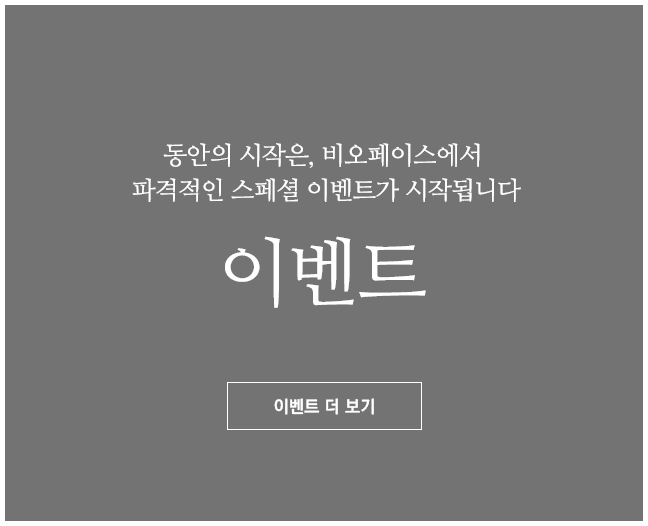 동안의 시작은, 비오페이스에서
파격적인 스페셜 이벤트가 시작됩니다
이벤트
이벤트 더 보기